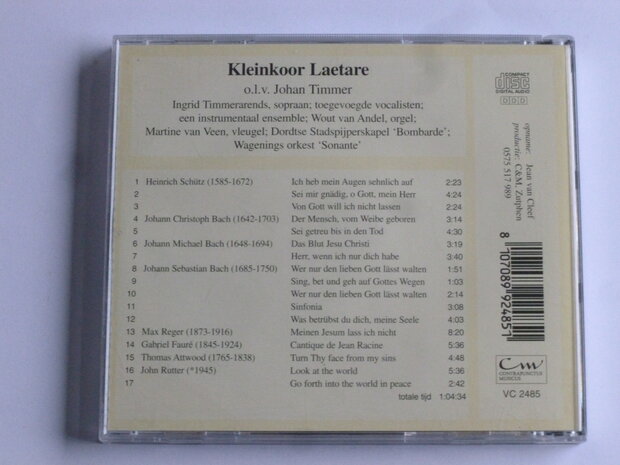 Kleinkoor Laetare
o.l.v. Johan Timmer
Ingrid Timmerarends, sopraan; toegevoegde vocalisten;
een instrumentaal ensemble; Wout van Andel, orgel;
Martine van Veen, vleugel; Dordtse Stadspijperskapel ‘Bombarde’;
Wagenings orkest ‘Sonante’
1 Heinrich Schütz (1585-1672) Ich heb mein Augen sehnlich auf 2:23
2 Sei mir gnädig, o Gott, mein Herr 4:24
3 Von Gott will ich nicht lassen 2:24
4 Johann Christoph Bach (1642-1703) Der Mensch, vom Weibe geboren 3:14
5 Sei getreu bis in den Tod 4:30
6 Johann Michael Bach (1648-1694) Das Blut Jesu Christi 3:19
7 Herr, wenn ich nur dich habe 3:40
8 Johann Sebastian Bach (1685-1750) Wer nur den lieben Gott lässt walten 1:51
9 Sing, bet und geh auf Gottes Wegen 1:03
10 Wer nur den lieben Gott lässt walten 2:14
11 Sinfonia 3:18
12 Was betrübst du dich, meine Seele 4:03
13 Max Reger (1873-1916) Meinen Jesum lass ich nicht 8:20
14 Gabriel Fauré (1845-1924) Cantique de Jean Racine 5:36
15 Thomas Attwood (1765-1838) Turn Thy face from my sins 4:48
16 John Rutter (*1945) Look at the world 5:36
17 Go forth into the world in peace 2:42
totale tijd 1:04:34
COMPACT
disc
DIGITAL AUDIO
DDD
opname: Jean van Cleef
productie: C&M, Zutphen
0575 517 989
8 707089 924851
CM
CONTRAPUNCTUS
MUSICUS
VC 2485